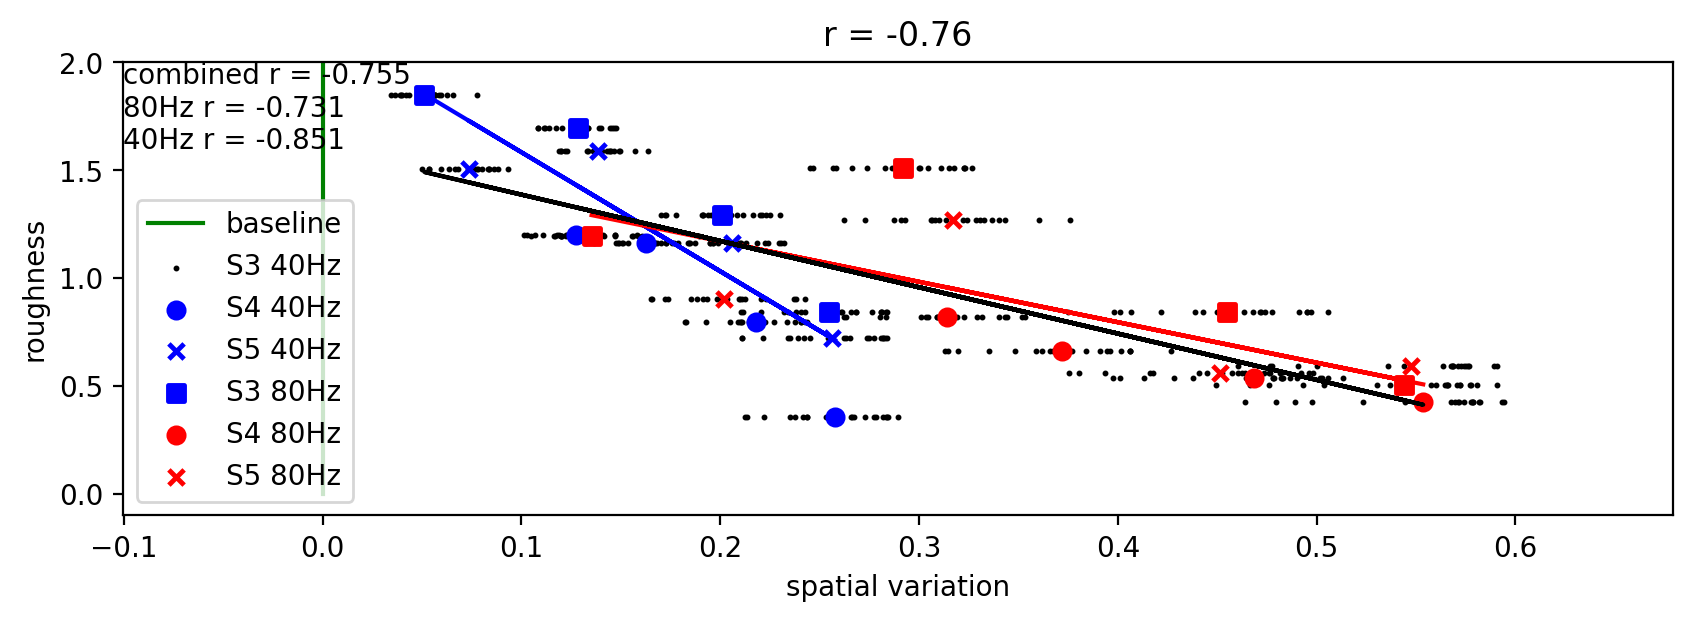 r = -0.76
combined r = -0.755
80Hz r = -0.731
40Hz r = -0.851
2.0
1.5
1.0
0.5
0.0
roughness
baseline
S3 40Hz
S4 40Hz
S5 40Hz
S3 80Hz
S4 80Hz
S5 80Hz
−0.1 0.0 0.1 0.2 0.3 0.4 0.5 0.6
spatial variation